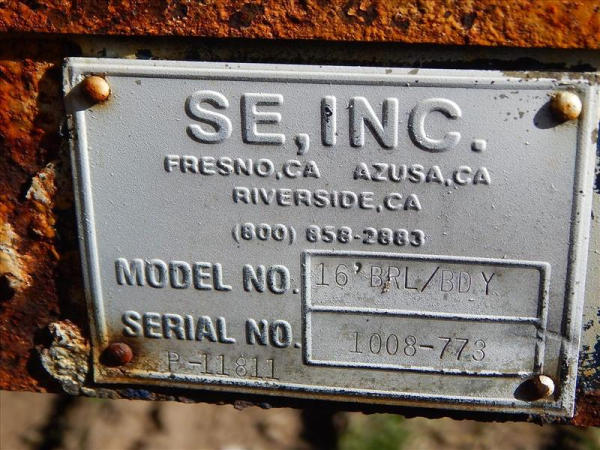 SE, INC.
FRESNO, CA AZUSA, CA
RIVERSIDE, CA
(800) 858-2883
MODEL NO. 16' BRL/BDY
SERIAL NO. 1008-773
P-11811